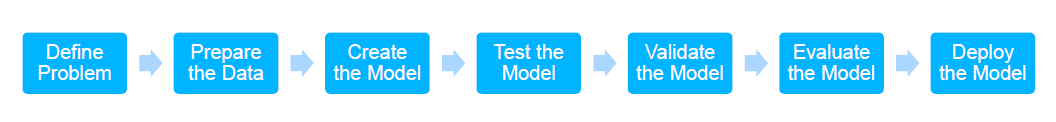 Define
Problem
Prepare
the Data
Create
the Model
Test the
Model
Validate
the Model
Evaluate
the Model
Deploy
the Model